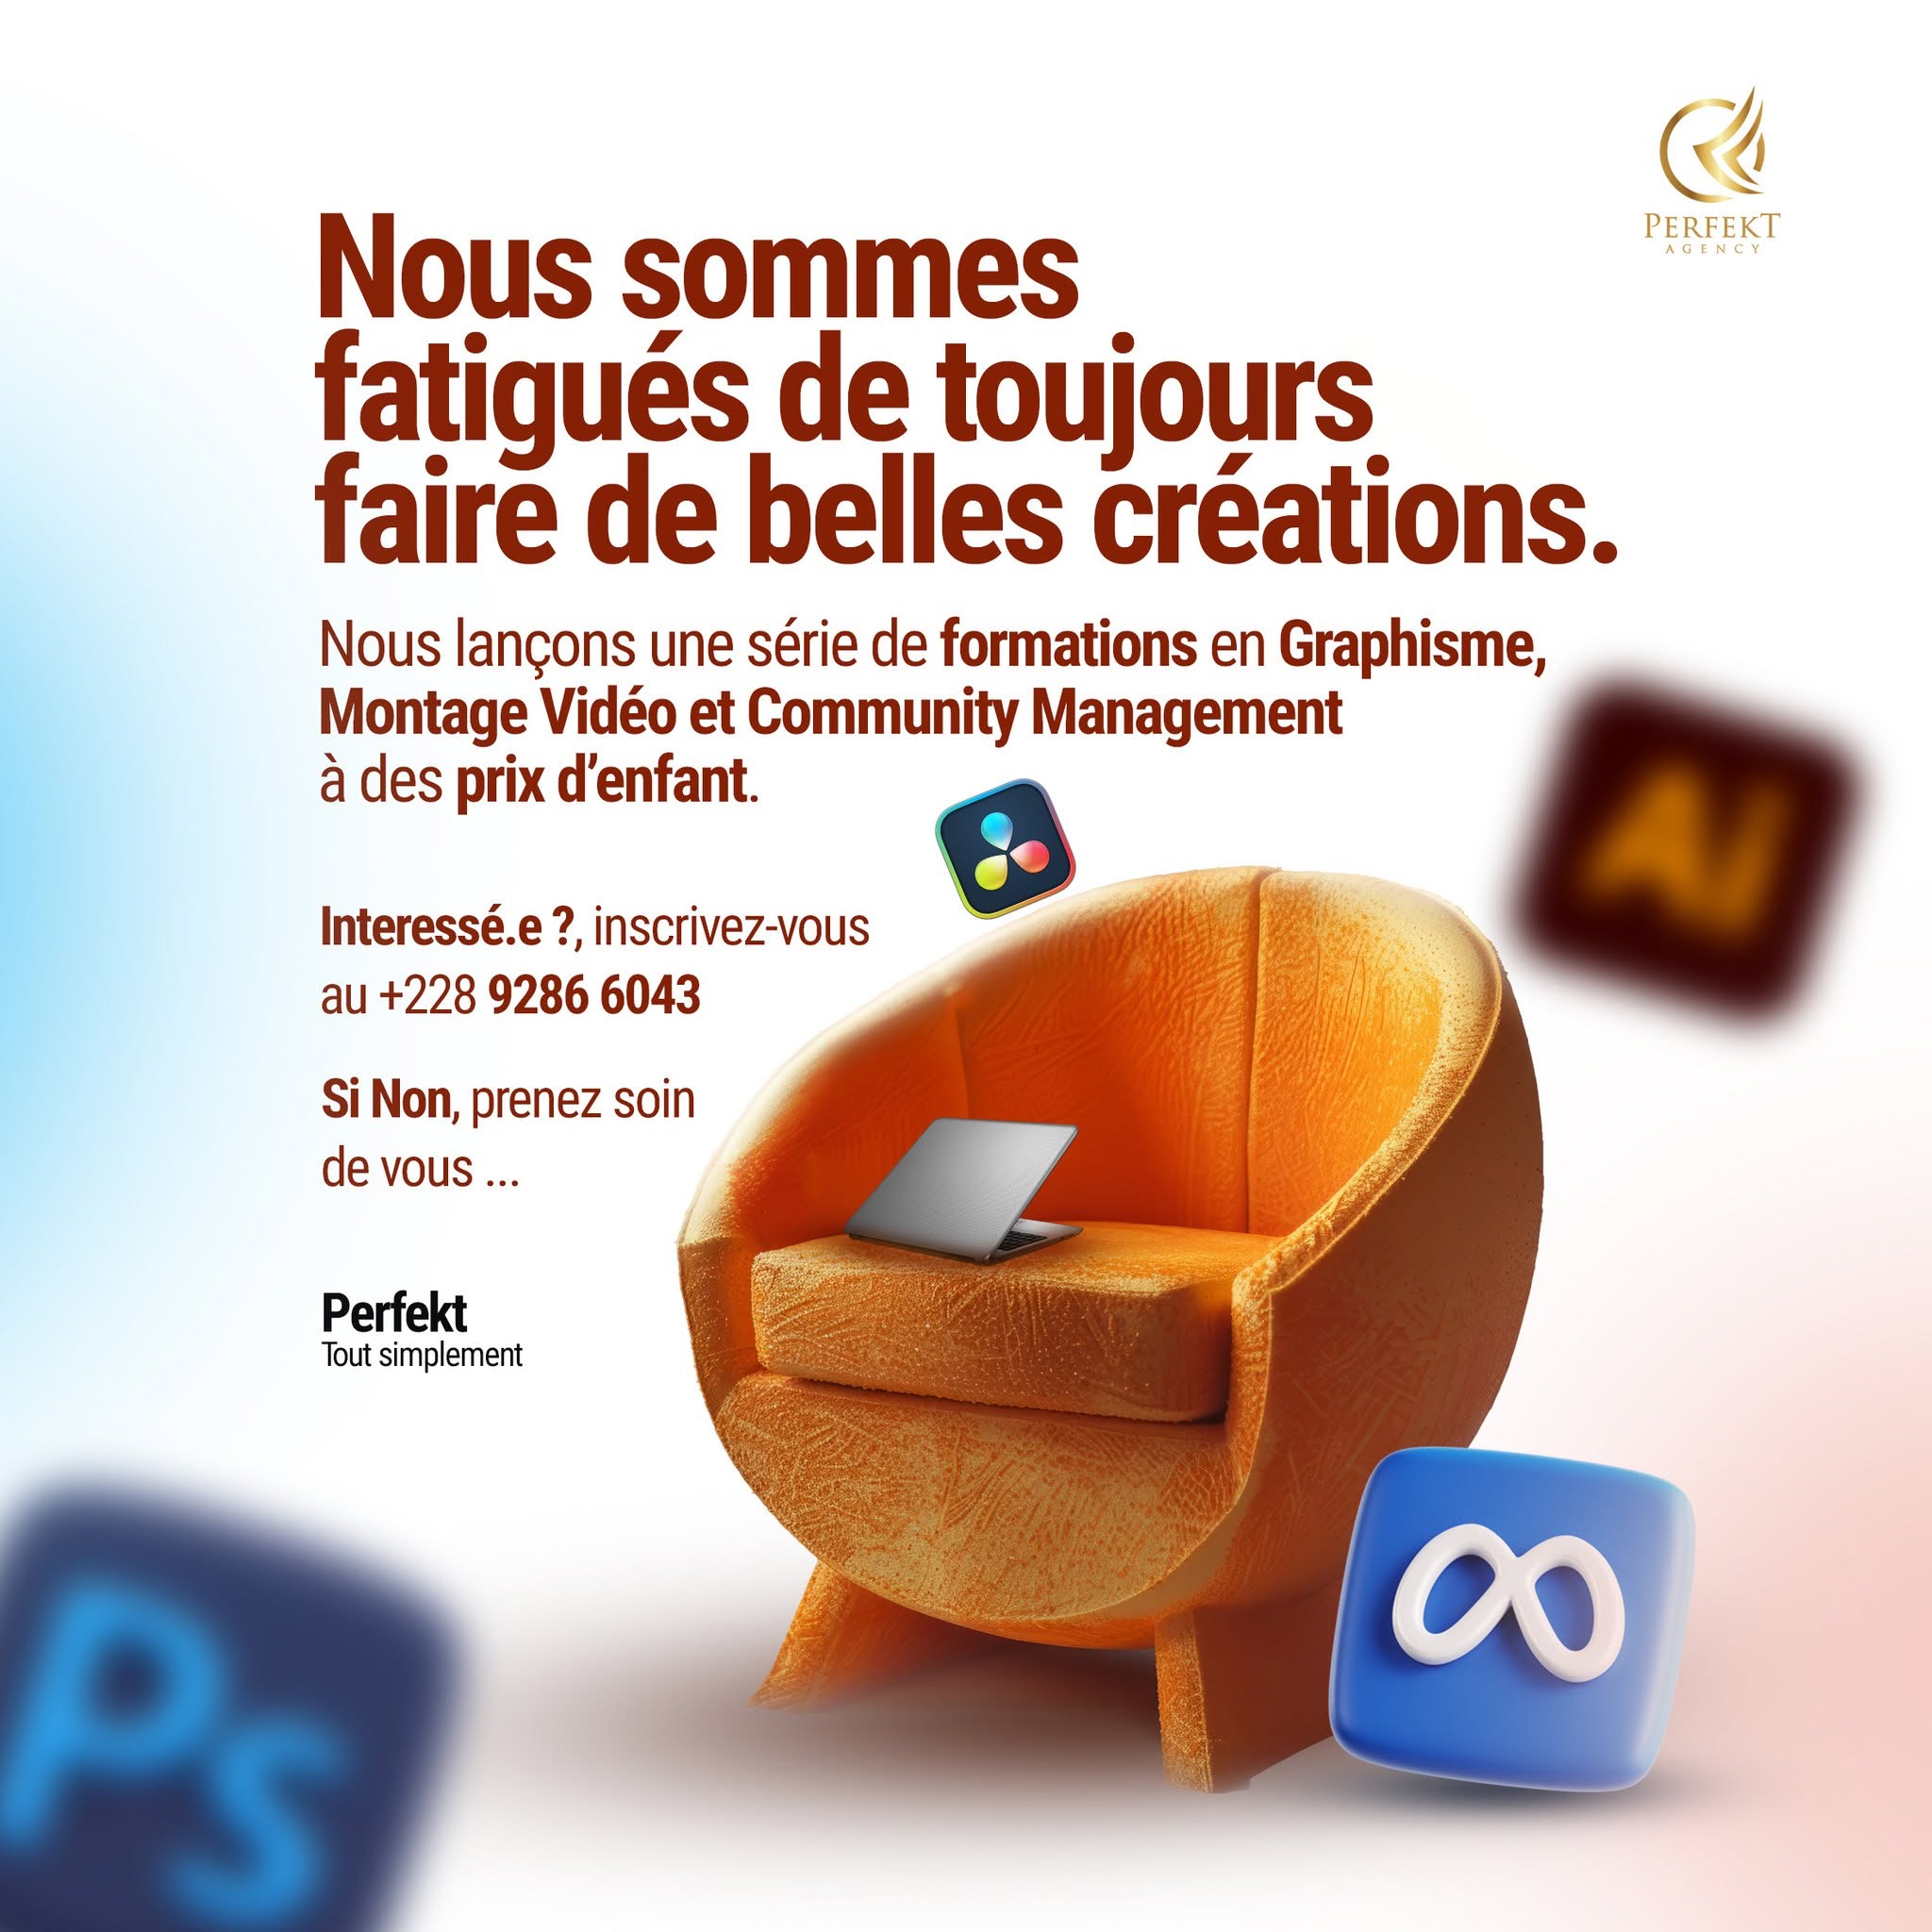 PERFEKT
AGENCY
Nous sommes
fatigués de toujours
faire de belles créations.
Nous lançons une série de formations en Graphisme,
Montage Vidéo et Community Management
à des prix d’enfant.
Interessé.e ?, inscrivez-vous
au +228 9286 6043
Si Non, prenez soin
de vous ...
Perfekt
Tout simplement
Ai
Ps